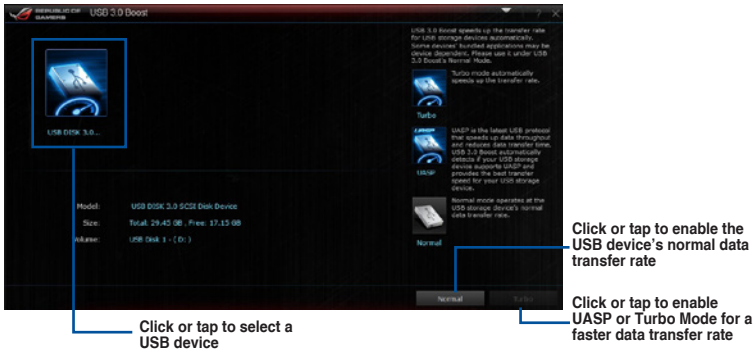 REPUBLIC OF
GAMERS
USB 3.0 Boost
?
USB DISK 3.0...
Model:
USB DISK 3.0 SCSI Disk Device
Size:
Total: 29.45 GB , Free: 17.15 GB
Volume:
USB Disk 1 - ( D: )
USB 3.0 Boost speeds up the transfer rate
for USB storage devices automatically.
Some devices' bundled applications may be
device dependent. Please use it under USB
3.0 Boost's Normal Mode.
Turbo mode automatically
speeds up the transfer rate.
Turbo
UASP
UASP is the latest USB protocol
that speeds up data throughput
and reduces data transfer time.
USB 3.0 Boost automatically
detects if your USB storage
device supports UASP and
provides the best transfer
speed for your USB storage
device.
UASP
Normal mode operates at the
USB storage device's normal
data transfer rate.
Normal
Normal
Turbo
Click or tap to enable the
USB device's normal data
transfer rate
Click or tap to enable
UASP or Turbo Mode for a
faster data transfer rate
Click or tap to select a
USB device